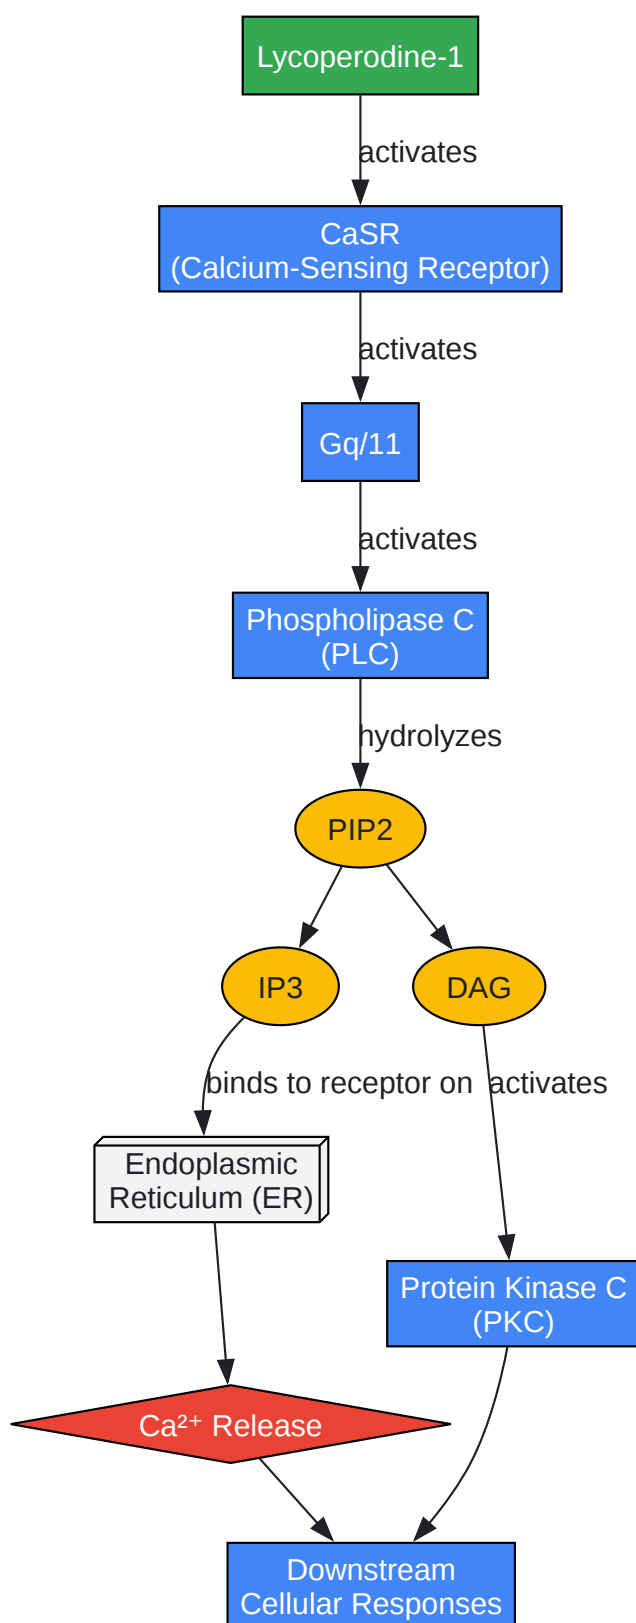 Lycoperodine-1
activates
CaSR
(Calcium-Sensing Receptor)
activates
Gq/11
activates
Phospholipase C
(PLC)
hydrolyzes
PIP2
IP3
DAG
binds to receptor on
activates
Endoplasmic
Reticulum (ER)
Protein Kinase C
(PKC)
Ca²⁺ Release
Downstream
Cellular Responses